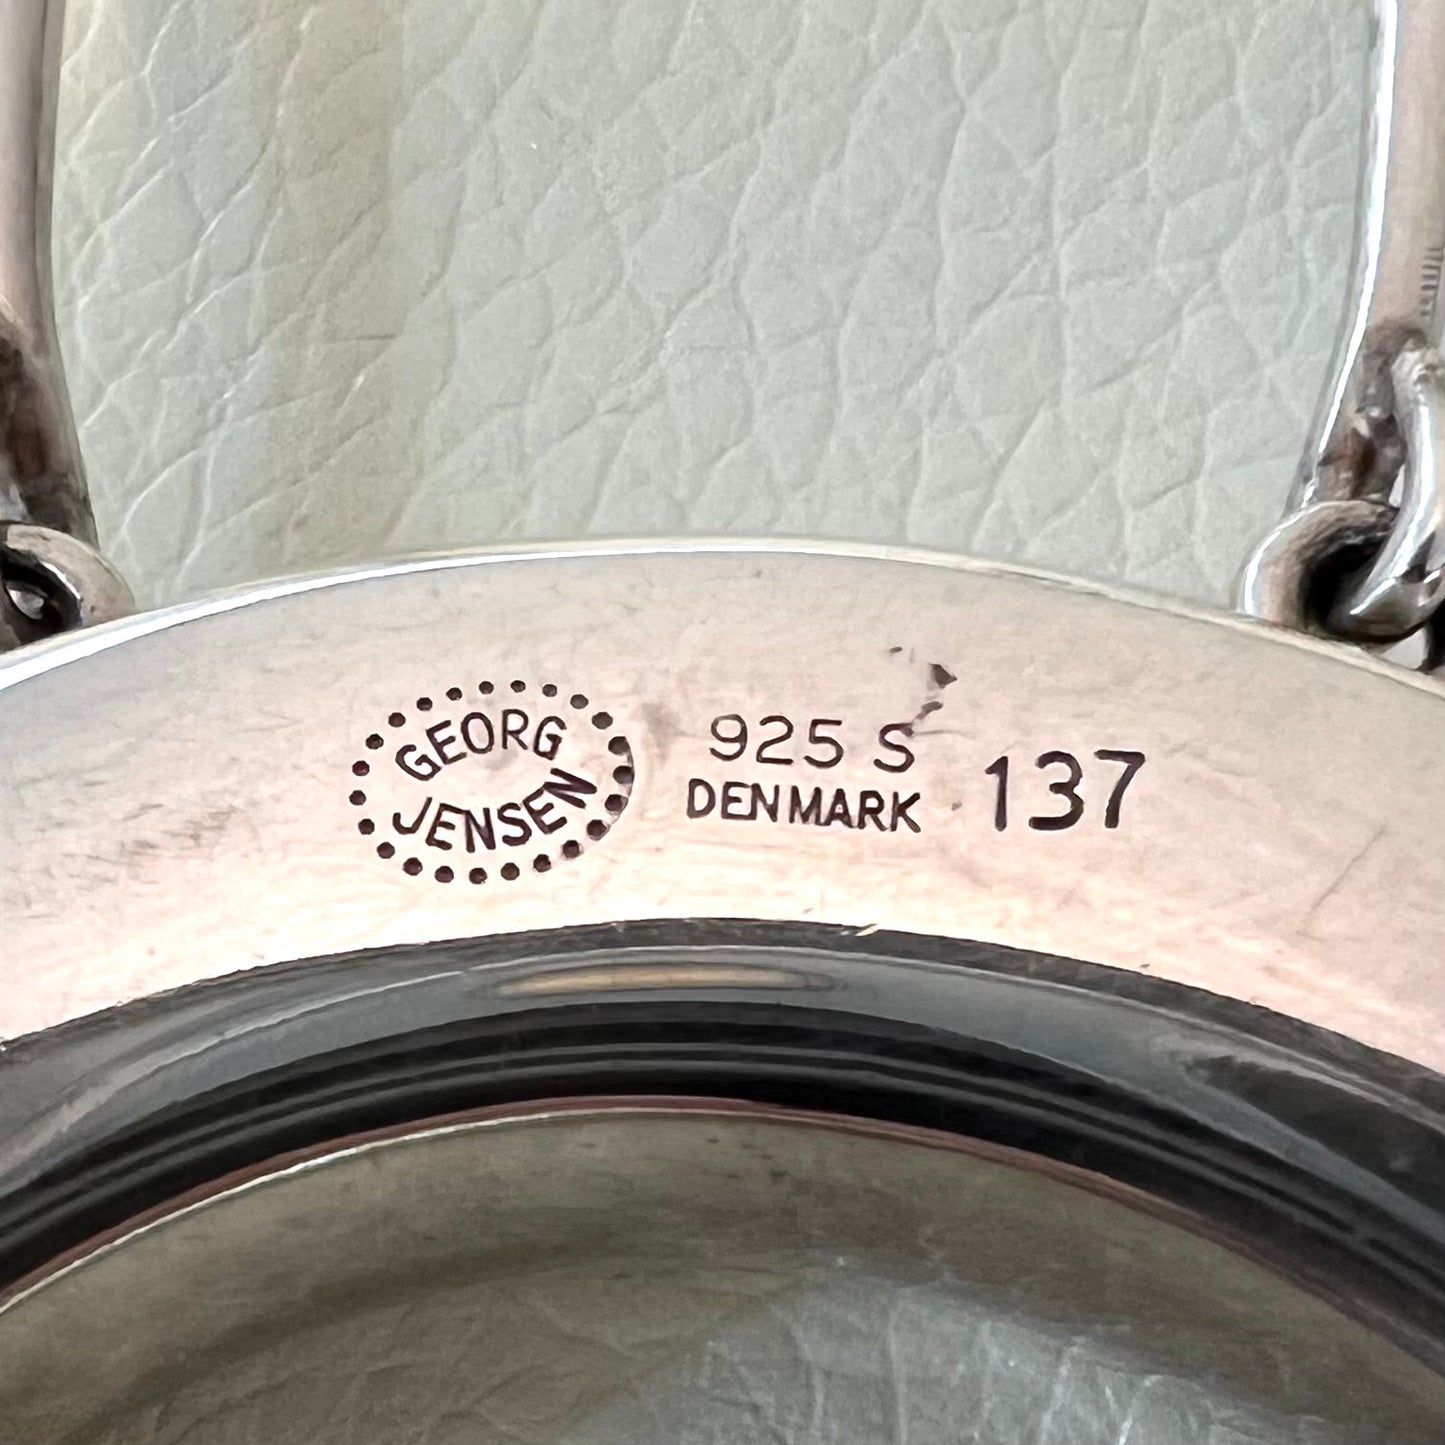 GEORG
JENSEN
925 S
DENMARK
137